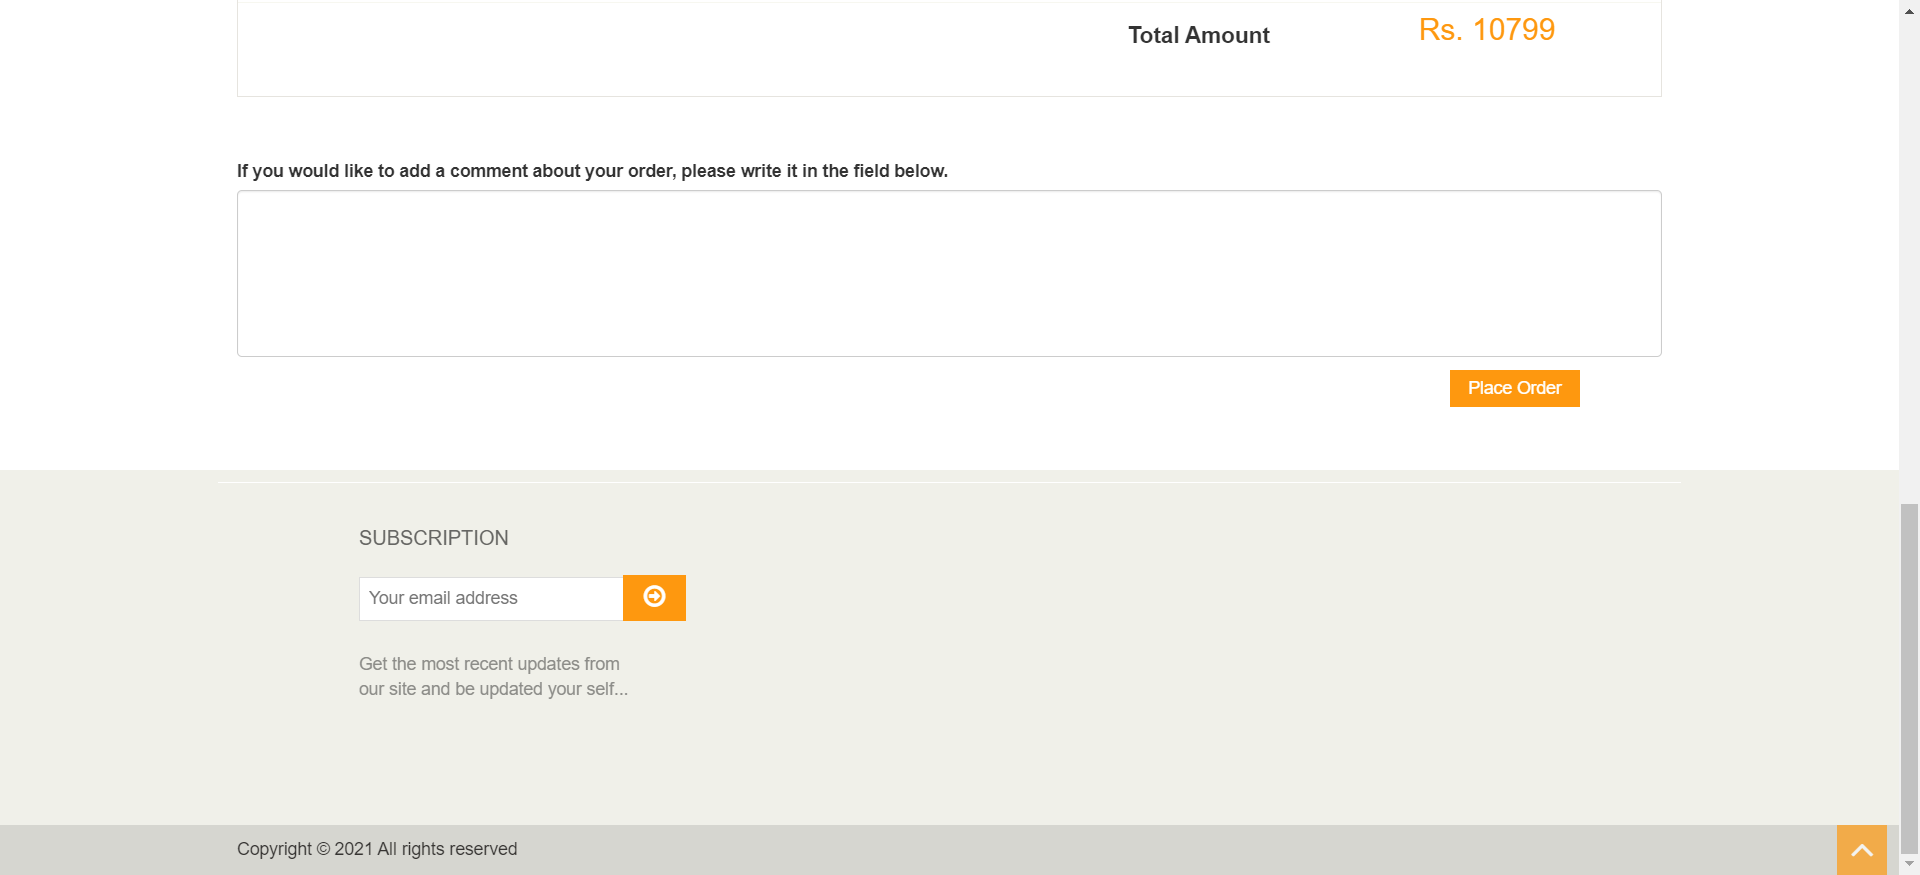 Total Amount Rs. 10799
If you would like to add a comment about your order, please write it in the field below.
Place Order
SUBSCRIPTION
Your email address
Get the most recent updates from
our site and be updated your self...
Copyright © 2021 All rights reserved